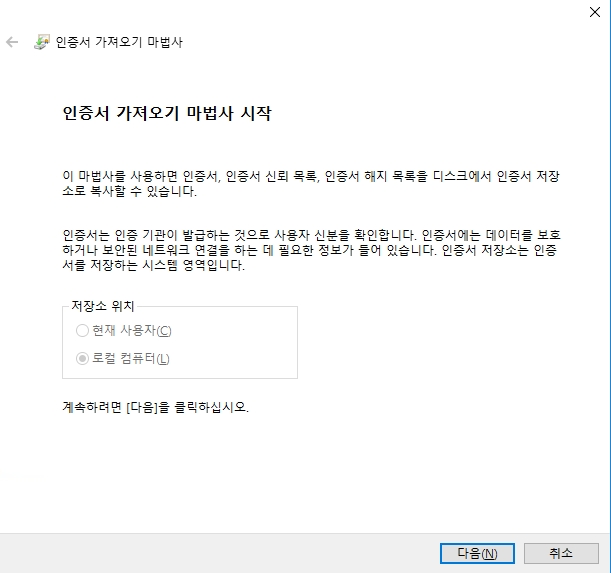 인증서 가져오기 마법사
인증서 가져오기 마법사 시작
이 마법사를 사용하면 인증서, 인증서 신뢰 목록, 인증서 해지 목록을 디스크에서 인증서 저장
소로 복사할 수 있습니다.
인증서는 인증 기관이 발급하는 것으로 사용자 신분을 확인합니다. 인증서에는 데이터를 보호
하거나 보안된 네트워크 연결을 하는 데 필요한 정보가 들어 있습니다. 인증서 저장소는 인증
서를 저장하는 시스템 영역입니다.
저장소 위치
현재 사용자(C)
로컬 컴퓨터(L)
계속하려면 [다음]을 클릭하십시오.
다음(N) 취소